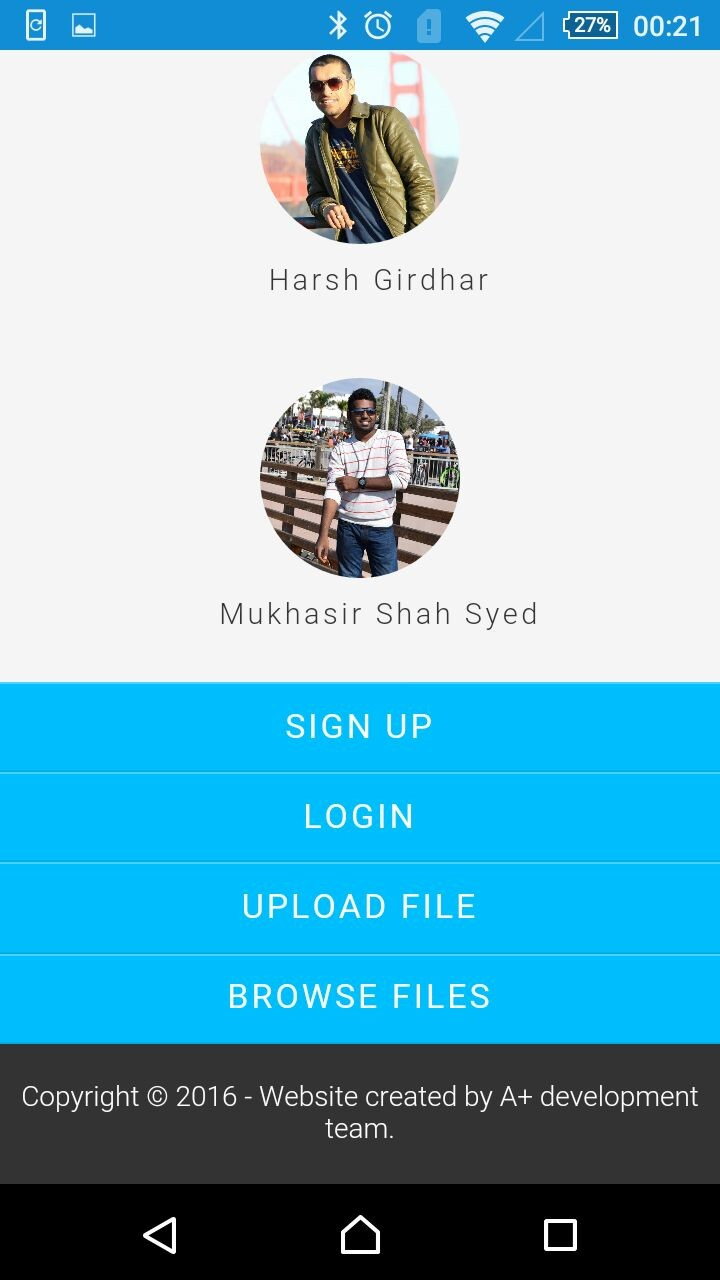 27% 00:21
Harsh Girdhar
Mukhasir Shah Syed
SIGN UP
LOGIN
UPLOAD FILE
BROWSE FILES
Copyright © 2016 - Website created by A+ development
team.